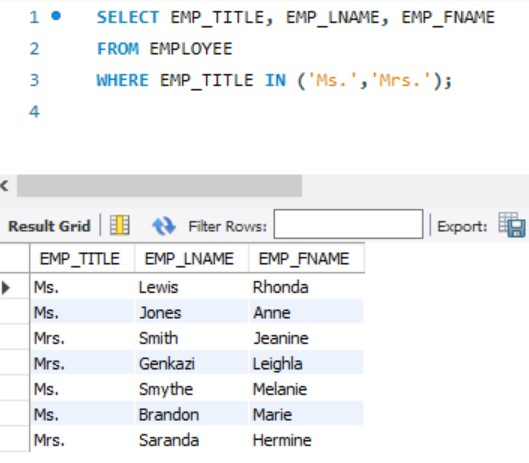 1 SELECT EMP_TITLE, EMP_LNAME, EMP_FNAME
2 FROM EMPLOYEE
3 WHERE EMP_TITLE IN ('Ms.','Mrs.');
4
Result Grid Filter Rows: Export:
EMP_TITLE EMP_LNAME EMP_FNAME
Ms. Lewis Rhonda
Ms. Jones Anne
Mrs. Smith Jeanine
Mrs. Genkazi Leighla
Ms. Smythe Melanie
Ms. Brandon Marie
Mrs. Saranda Hermine